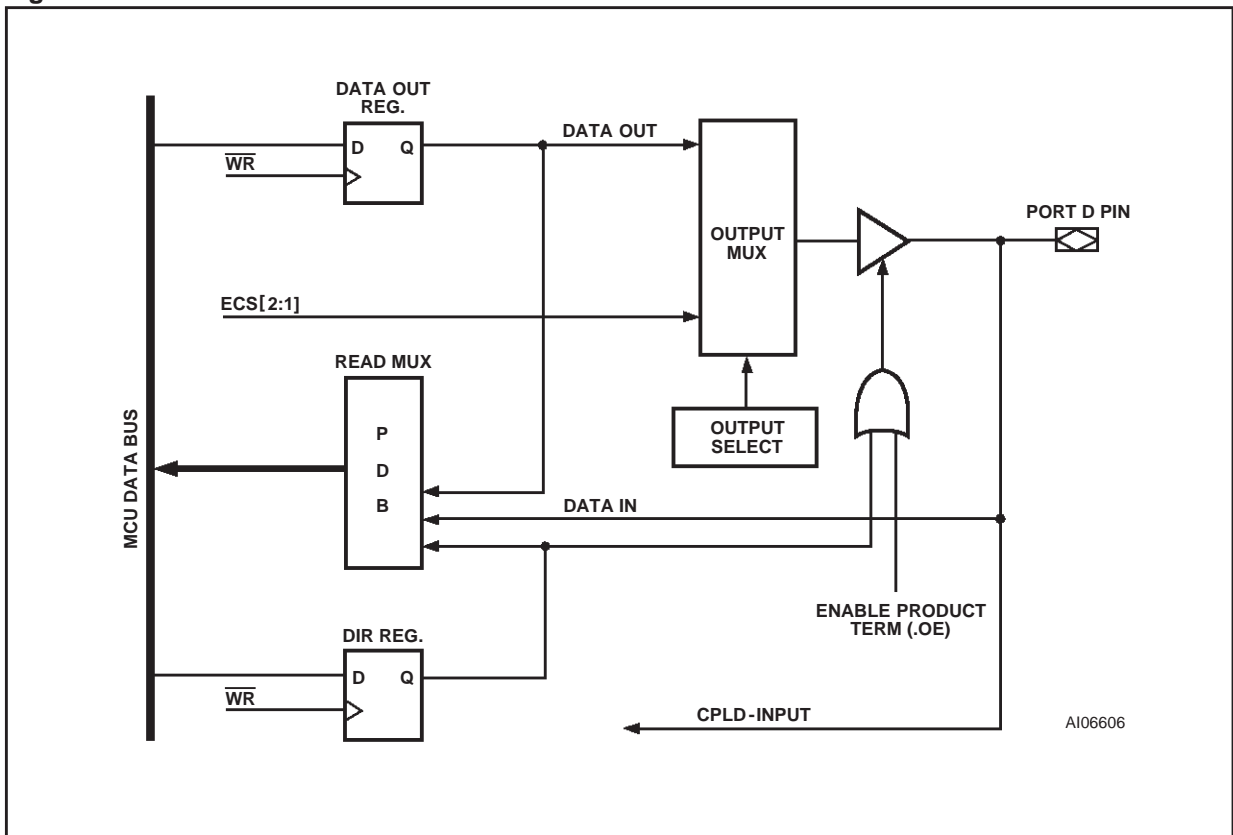 DATA OUT
REG.
D Q
WR
DATA OUT
OUTPUT
MUX
PORT D PIN
ECS[2:1]
READ MUX
P
D
B
OUTPUT
SELECT
MCU DATA BUS
DATA IN
ENABLE PRODUCT
TERM (.OE)
DIR REG.
D Q
WR
CPLD-INPUT
AI06606